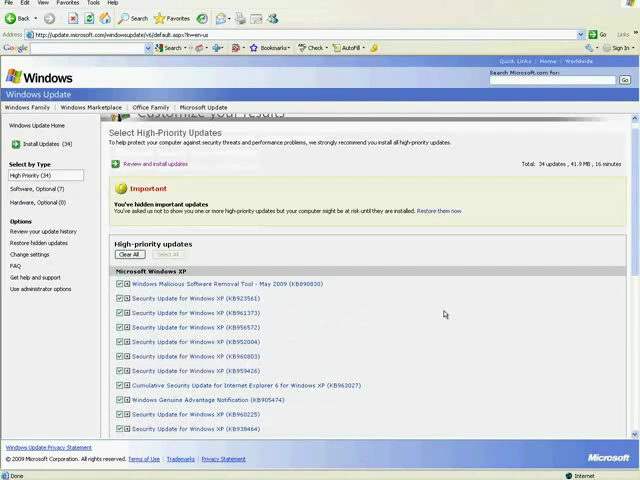 File Edit View Favorites Tools Help
Back Search Favorites
Address http://update.microsoft.com/windowsupdate/v6/default.aspx?ln=en-us Go Links
Google Search Bookmarks Check AutoFill Sign In
Quick Links | Home | Worldwide
Windows
Search Microsoft.com for:
Go
Windows Update
Windows Family | Windows Marketplace | Office Family | Microsoft Update
Customize your results
Windows Update Home
Install Updates (34)
Select by Type
High Priority (34)
Software, Optional (7)
Hardware, Optional (0)
Options
Review your update history
Restore hidden updates
Change settings
FAQ
Get help and support
Use administrator options
Select High-Priority Updates
To help protect your computer against security threats and performance problems, we strongly recommend you install all high-priority updates.
Review and install updates
Total: 34 updates, 41.9 MB, 16 minutes
Important
You've hidden important updates
You've asked us not to show you one or more high-priority updates but your computer might be at risk until they are installed. Restore them now
High-priority updates
Clear All Select All
Microsoft Windows XP
Windows Malicious Software Removal Tool - May 2009 (KB890830)
Security Update for Windows XP (KB923561)
Security Update for Windows XP (KB961373)
Security Update for Windows XP (KB956572)
Security Update for Windows XP (KB952004)
Security Update for Windows XP (KB960803)
Security Update for Windows XP (KB959426)
Cumulative Security Update for Internet Explorer 6 for Windows XP (KB963027)
Windows Genuine Advantage Notification (KB905474)
Security Update for Windows XP (KB960225)
Security Update for Windows XP (KB938464)
Windows Update Privacy Statement
© 2009 Microsoft Corporation. All rights reserved. Terms of Use | Trademarks | Privacy Statement
Microsoft
Done
Internet